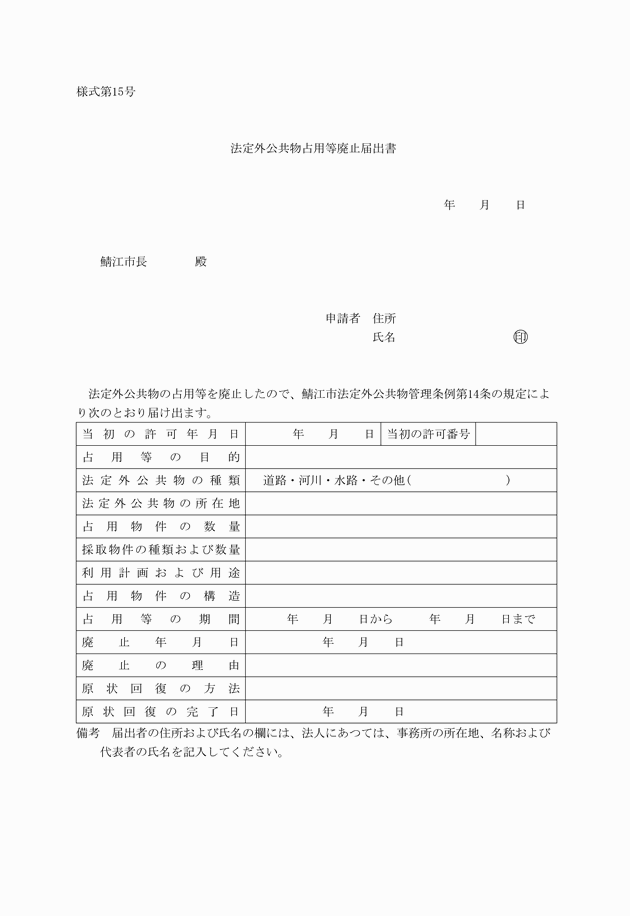 様式第15号
法定外公共物占用等廃止届出書
年　　月　　日
鯖江市長　　　　殿
申請者　住所
氏名　　　　　　　　　　㊞
法定外公共物の占用等を廃止したので、鯖江市法定外公共物管理条例第14条の規定によ
り次のとおり届け出ます。
当初の許可年月日　　年　　月　　日　当初の許可番号
占用等の目的
法定外公共物の種類　道路・河川・水路・その他(　　　　　　　　)
法定外公共物の所在地
占用物件の数量
採取物件の種類および数量
利用計画および用途
占用物件の構造
占用等の期間　　年　　月　　日から　　　年　　月　　日まで
廃止年月日　　年　　月　　日
廃止の理由
原状回復の方法
原状回復の完了日　　年　　月　　日
備考　届出者の住所および氏名の欄には、法人にあつては、事務所の所在地、名称および
代表者の氏名を記入してください。